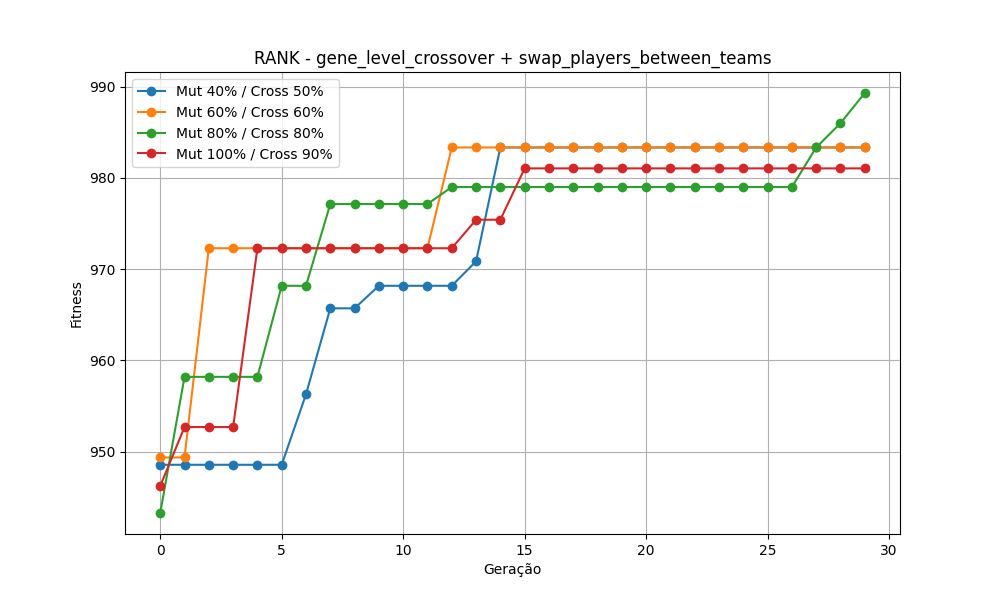 RANK - gene_level_crossover + swap_players_between_teams
Mut 40% / Cross 50%
Mut 60% / Cross 60%
Mut 80% / Cross 80%
Mut 100% / Cross 90%
Fitness
990
980
970
960
950
0 5 10 15 20 25 30
Geração